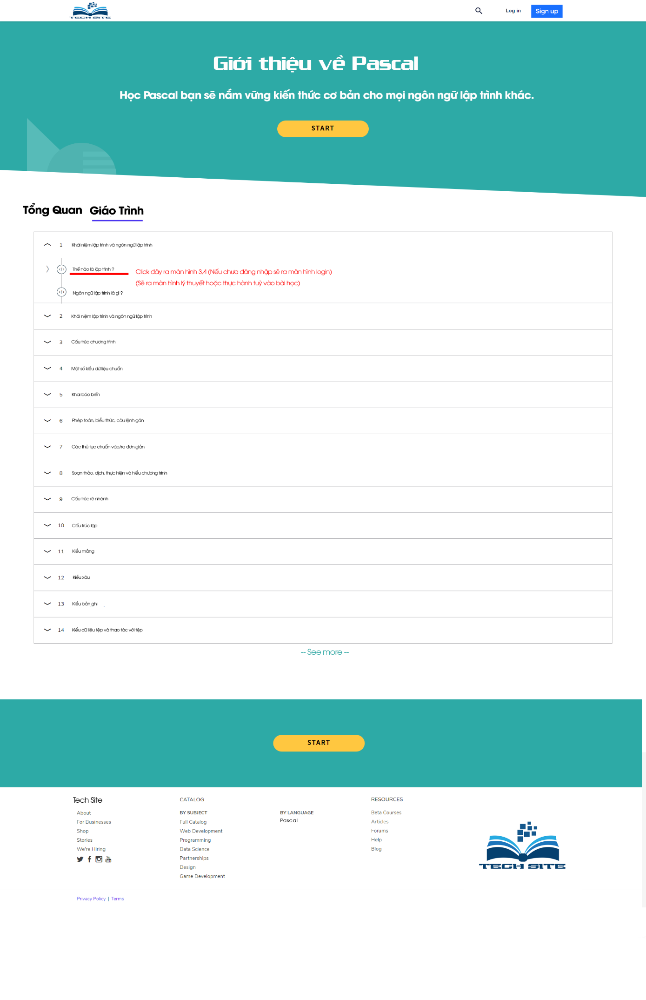 TECH SITE
Log in
Sign up
Giới thiệu về Pascal
Học Pascal bạn sẽ nắm vững kiến thức cơ bản cho mọi ngôn ngữ lập trình khác.
START
Tổng Quan Giáo Trình
1 Khái niệm lập trình và ngôn ngữ lập trình
</> Thế nào là lập trình ?
Click đây ra màn hình 3,4 (Nếu chưa đăng nhập sẽ ra màn hình login)
(Sẽ ra màn hình lý thuyết hoặc thực hành tuỳ vào bài học)
</> Ngôn ngữ lập trình là gì ?
2 Khái niệm lập trình và ngôn ngữ lập trình
3 Cấu trúc chương trình
4 Một số kiểu dữ liệu chuẩn
5 Khai báo biến
6 Phép toán, biểu thức, câu lệnh gán
7 Các thủ tục chuẩn vào/ra đơn giản
8 Soạn thảo, dịch, thực hiện và hiểu chương trình
9 Cấu trúc rẽ nhánh
10 Cấu trúc lặp
11 Kiểu mảng
12 Kiểu xâu
13 Kiểu bản ghi
14 Kiểu dữ liệu tệp và thao tác với tệp
-- See more --
START
Tech Site
About
For Businesses
Shop
Stories
We're Hiring
You Tube
CATALOG
BY SUBJECT
Full Catalog
Web Development
Programming
Data Science
Partnerships
Design
Game Development
BY LANGUAGE
Pascal
RESOURCES
Beta Courses
Articles
Forums
Help
Blog
TECH SITE
Privacy Policy | Terms